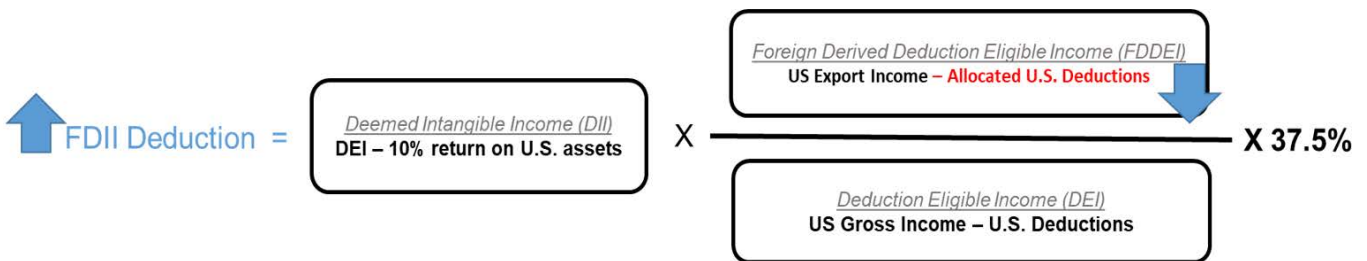 Foreign Derived Deduction Eligible Income (FDDEI)
US Export Income – Allocated U.S. Deductions
FDII Deduction =
Deemed Intangible Income (DII)
DEI – 10% return on U.S. assets
X
X 37.5%
Deduction Eligible Income (DEI)
US Gross Income – U.S. Deductions